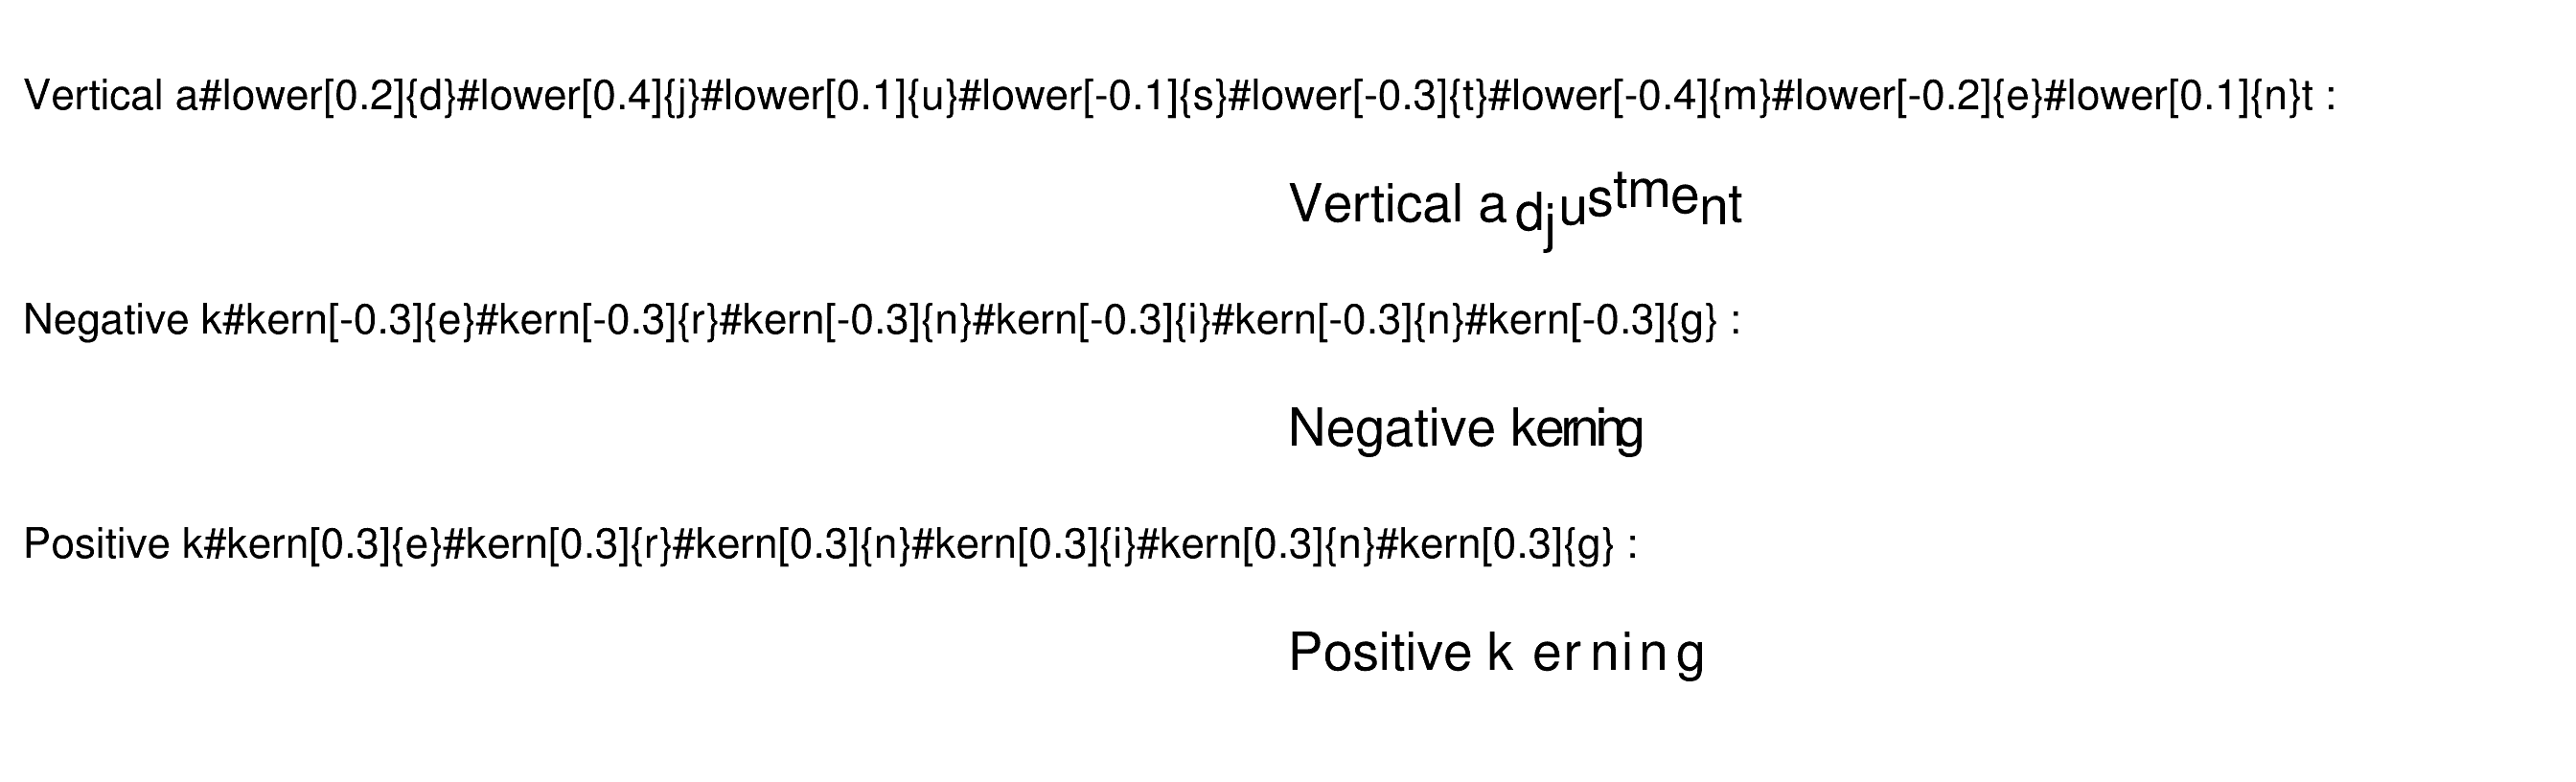 Vertical a#lower[0.2]{d}#lower[0.4]{j}#lower[0.1]{u}#lower[-0.1]{s}#lower[-0.3]{t}#lower[-0.4]{m}#lower[-0.2]{e}#lower[0.1]{n}t :
Vertical adjustment
Negative k#kern[-0.3]{e}#kern[-0.3]{r}#kern[-0.3]{n}#kern[-0.3]{i}#kern[-0.3]{n}#kern[-0.3]{g} :
Negative kerning
Positive k#kern[0.3]{e}#kern[0.3]{r}#kern[0.3]{n}#kern[0.3]{i}#kern[0.3]{n}#kern[0.3]{g} :
Positive kerning